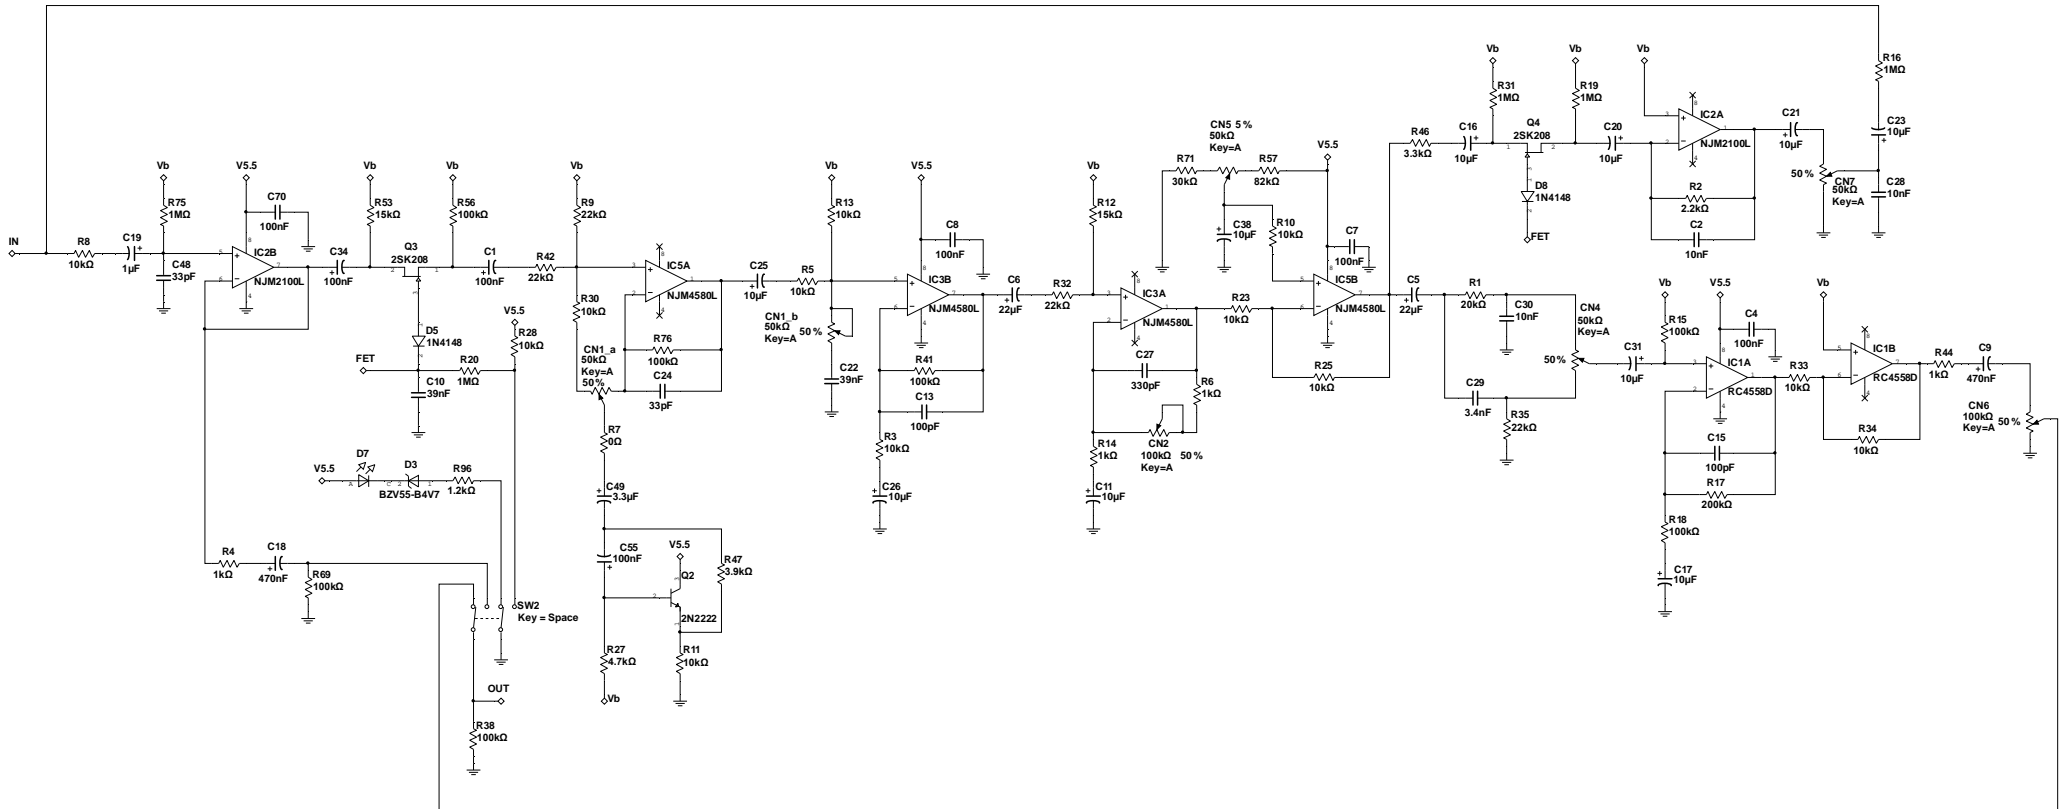 IN
R8
10kΩ
C19
1µF
Vb
R75
1MΩ
C48
33pF
V5.5
C70
100nF
IC2B
NJM2100L
C34
100nF
Vb
R53
15kΩ
Q3
2SK208
Vb
R56
100kΩ
C1
100nF
R42
22kΩ
D5
1N4148
FET
R20
1MΩ
C10
39nF
V5.5
R28
10kΩ
V5.5
D7
D3
BZV55-B4V7
R96
1.2kΩ
R4
1kΩ
C18
470nF
R69
100kΩ
SW2
Key = Space
OUT
R38
100kΩ
Vb
R9
22kΩ
R30
10kΩ
CN1_a
50kΩ
Key=A
50%
IC5A
NJM4580L
R76
100kΩ
C24
33pF
R7
0Ω
C49
3.3µF
C55
100nF
V5.5
Q2
2N2222
R47
3.9kΩ
R27
4.7kΩ
Vb
R11
10kΩ
C25
10µF
R5
10kΩ
Vb
R13
10kΩ
CN1_b
50kΩ
Key=A
50 %
C22
39nF
V5.5
C8
100nF
IC3B
NJM4580L
R41
100kΩ
C13
100pF
R3
10kΩ
C26
10µF
C6
22µF
R32
22kΩ
Vb
R12
15kΩ
IC3A
NJM4580L
C27
330pF
R6
1kΩ
CN2
100kΩ
Key=A
50 %
R14
1kΩ
C11
10µF
R23
10kΩ
CN5 5 %
50kΩ
Key=A
R71
30kΩ
R57
82kΩ
V5.5
C38
10µF
R10
10kΩ
C7
100nF
IC5B
NJM4580L
R25
10kΩ
C5
22µF
R46
3.3kΩ
C16
10µF
Vb
R31
1MΩ
Q4
2SK208
D8
1N4148
FET
Vb
R19
1MΩ
C20
10µF
Vb
IC2A
NJM2100L
R2
2.2kΩ
C2
10nF
C21
10µF
50 %
CN7
50kΩ
Key=A
R16
1MΩ
C23
10µF
C28
10nF
R1
20kΩ
C30
10nF
CN4
50kΩ
Key=A
50%
C29
3.4nF
R35
22kΩ
C31
10µF
Vb
R15
100kΩ
V5.5
C4
100nF
IC1A
RC4558D
C15
100pF
R17
200kΩ
R18
100kΩ
C17
10µF
R33
10kΩ
Vb
IC1B
RC4558D
R34
10kΩ
R44
1kΩ
C9
470nF
CN6
100kΩ
Key=A
50 %